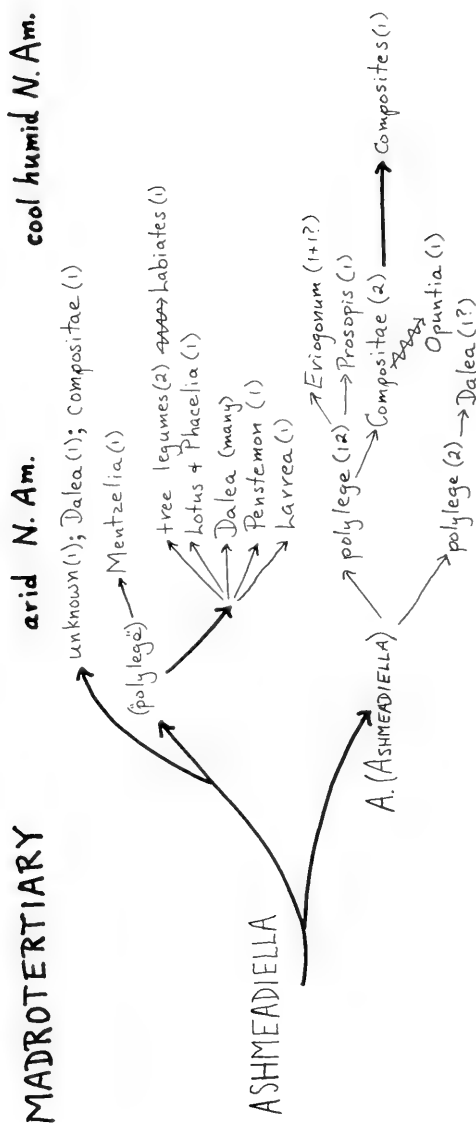 MADROTERTIARY
arid N. Am.
cool humid N. Am.
ASHMEADIELLA
unknown(1); Dalea(1); Compositae(1)
("polylege")
Mentzelia(1)
tree legumes(2)
Labiates(1)
Lotus & Phacelia(1)
Dalea (many)
Penstemon (1)
Larrea(1)
A. (ASHMEADIELLA)
polylege (12)
Eriogonum (1+1?)
Prosopis(1)
Compositae (2)
Composites (1)
Opuntia (1)
polylege (2)
Dalea (1?)